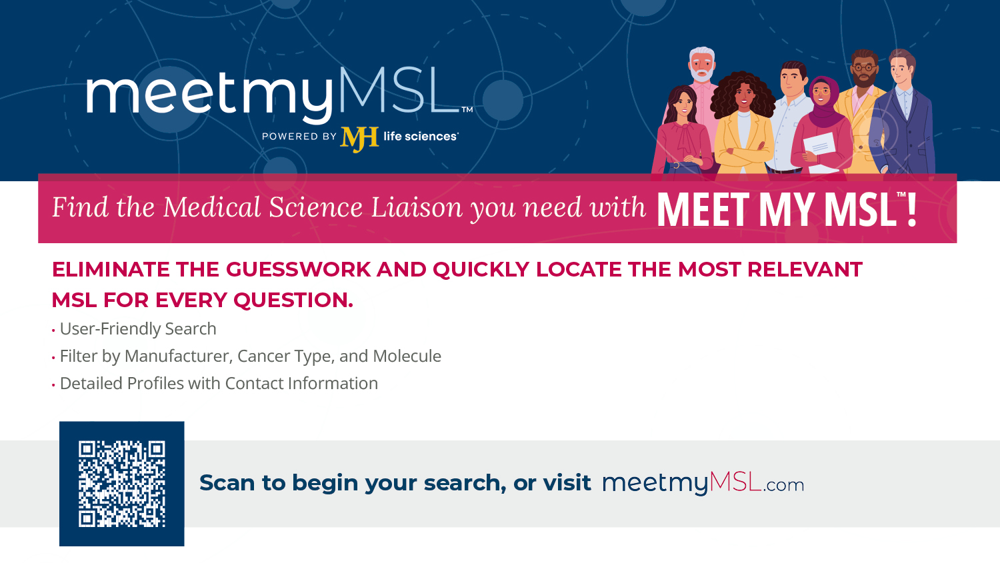 meetmyMSL™
POWERED BY MJH life sciences®
Find the Medical Science Liaison you need with MEET MY MSL™!
ELIMINATE THE GUESSWORK AND QUICKLY LOCATE THE MOST RELEVANT
MSL FOR EVERY QUESTION.
• User-Friendly Search
• Filter by Manufacturer, Cancer Type, and Molecule
• Detailed Profiles with Contact Information
Scan to begin your search, or visit meetmyMSL.com